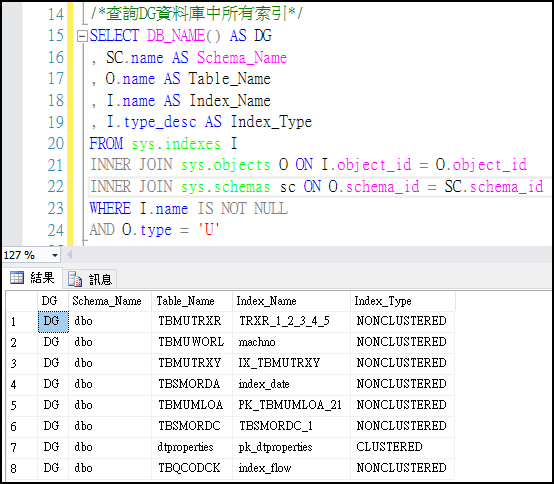 14 /*查詢DG資料庫中所有索引*/
15 SELECT DB_NAME() AS DG
16 , SC.name AS Schema_Name
17 , O.name AS Table_Name
18 , I.name AS Index_Name
19 , I.type_desc AS Index_Type
20 FROM sys.indexes I
21 INNER JOIN sys.objects O ON I.object_id = O.object_id
22 INNER JOIN sys.schemas sc ON O.schema_id = SC.schema_id
23 WHERE I.name IS NOT NULL
24 AND O.type = 'U'
127 %
結果 訊息
DG Schema_Name Table_Name Index_Name Index_Type
1 DG dbo TBMUTRXR TRXR_1_2_3_4_5 NONCLUSTERED
2 DG dbo TBMUWORL machno NONCLUSTERED
3 DG dbo TBMUTRXY IX_TBMUTRXY NONCLUSTERED
4 DG dbo TBSMORDA index_date NONCLUSTERED
5 DG dbo TBMUMLOA PK_TBMUMLOA_21 NONCLUSTERED
6 DG dbo TBSMORDC TBSMORDC_1 NONCLUSTERED
7 DG dbo dtproperties pk_dtproperties CLUSTERED
8 DG dbo TBQCODCK index_flow NONCLUSTERED